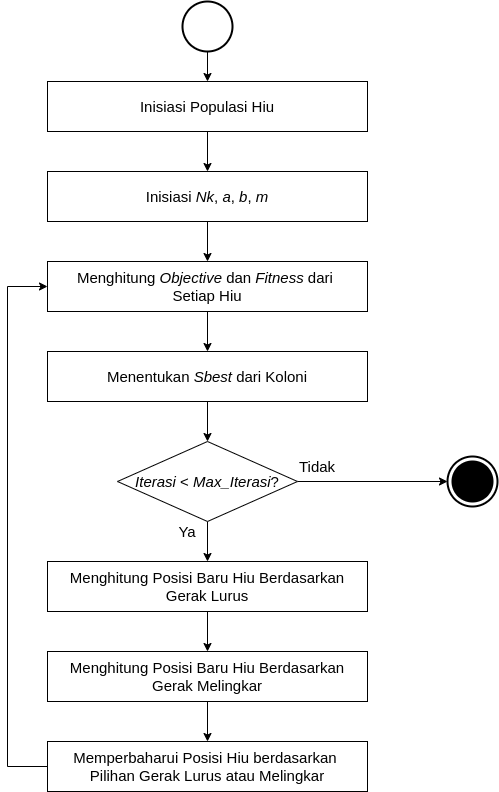 Inisiasi Populasi Hiu
Inisiasi Nk, a, b, m
Menghitung Objective dan Fitness dari
Setiap Hiu
Menentukan Sbest dari Koloni
Iterasi < Max_Iterasi?
Tidak
Ya
Menghitung Posisi Baru Hiu Berdasarkan
Gerak Lurus
Menghitung Posisi Baru Hiu Berdasarkan
Gerak Melingkar
Memperbaharui Posisi Hiu berdasarkan
Pilihan Gerak Lurus atau Melingkar